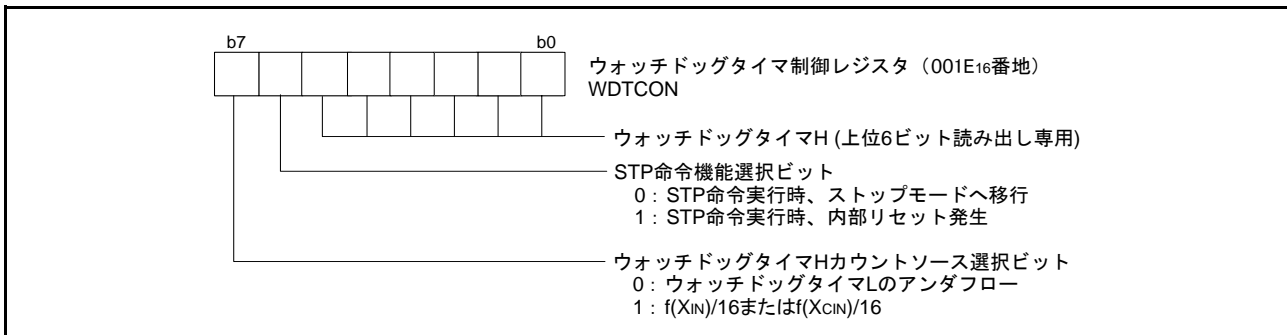 b7 b0
ウォッチドッグタイマ制御レジスタ（001E16番地）
WDTCON
ウォッチドッグタイマH (上位6ビット読み出し専用)
STP命令機能選択ビット
0 : STP命令実行時、ストップモードへ移行
1 : STP命令実行時、内部リセット発生
ウォッチドッグタイマHカウントソース選択ビット
0 : ウォッチドッグタイマLのアンダフロー
1 : f(XIN)/16またはf(XCIN)/16